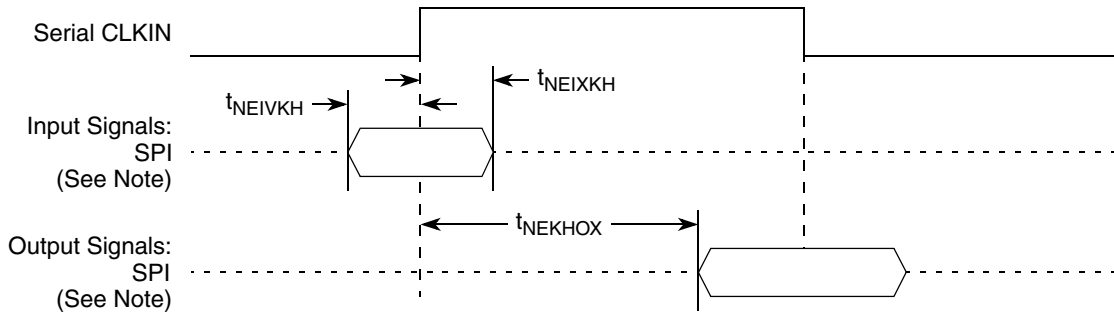 Serial CLKIN
tNEIXKH
tNEIVKH
Input Signals:
SPI
(See Note)
tNEKHOX
Output Signals:
SPI
(See Note)